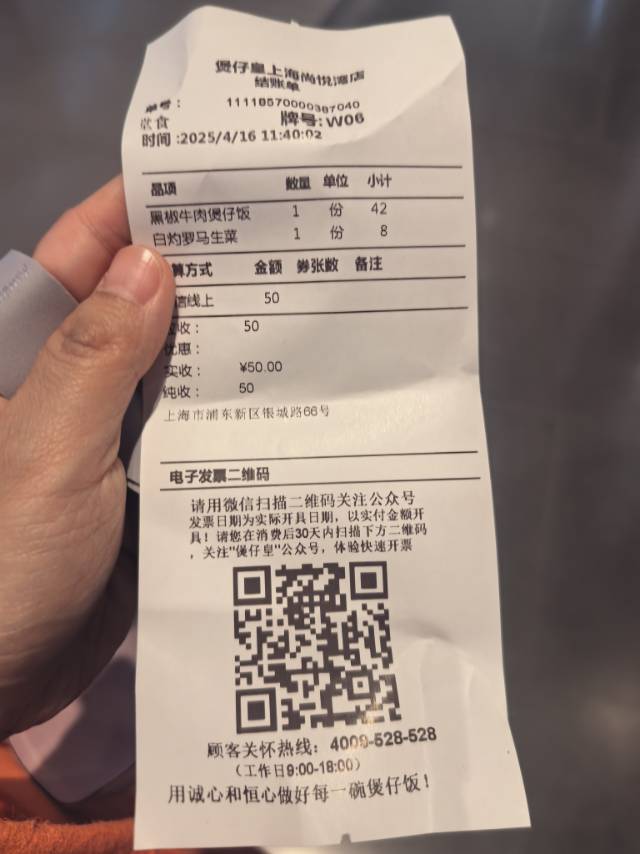 煲仔皇上海尚悦湾店
结账单
单号： 11118570000387040
堂食 牌号:W06
时间 :2025/4/16 11:40:02
品项 数量 单位 小计
黑椒牛肉煲仔饭 1 份 42
白灼罗马生菜 1 份 8
算方式 金额 券张数 备注
信线上 50
收： 50
优惠：
实收： ¥50.00
纯收： 50
上海市浦东新区银城路66号
电子发票二维码
请用微信扫描二维码关注公众号
发票日期为实际开具日期，以实付金额开
具！请您在消费后30天内扫描下方二维码
，关注"煲仔皇"公众号，体验快速开票
顾客关怀热线：4009-528-528
（工作日9:00-18:00）
用诚心和恒心做好每一碗煲仔饭！